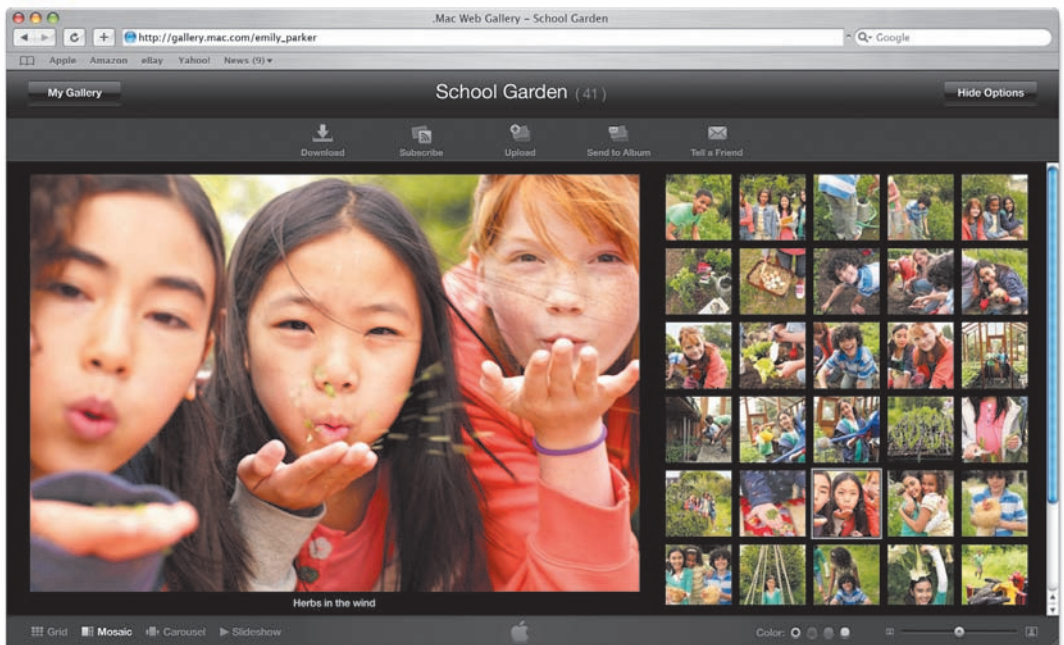 .Mac Web Gallery – School Garden
http://gallery.mac.com/emily_parker
Google
Apple Amazon eBay Yahoo! News (9)▾
My Gallery
School Garden (41)
Hide Options
Download Subscribe Upload Send to Album Tell a Friend
Herbs in the wind
Grid Mosaic Carousel Slideshow
Color: